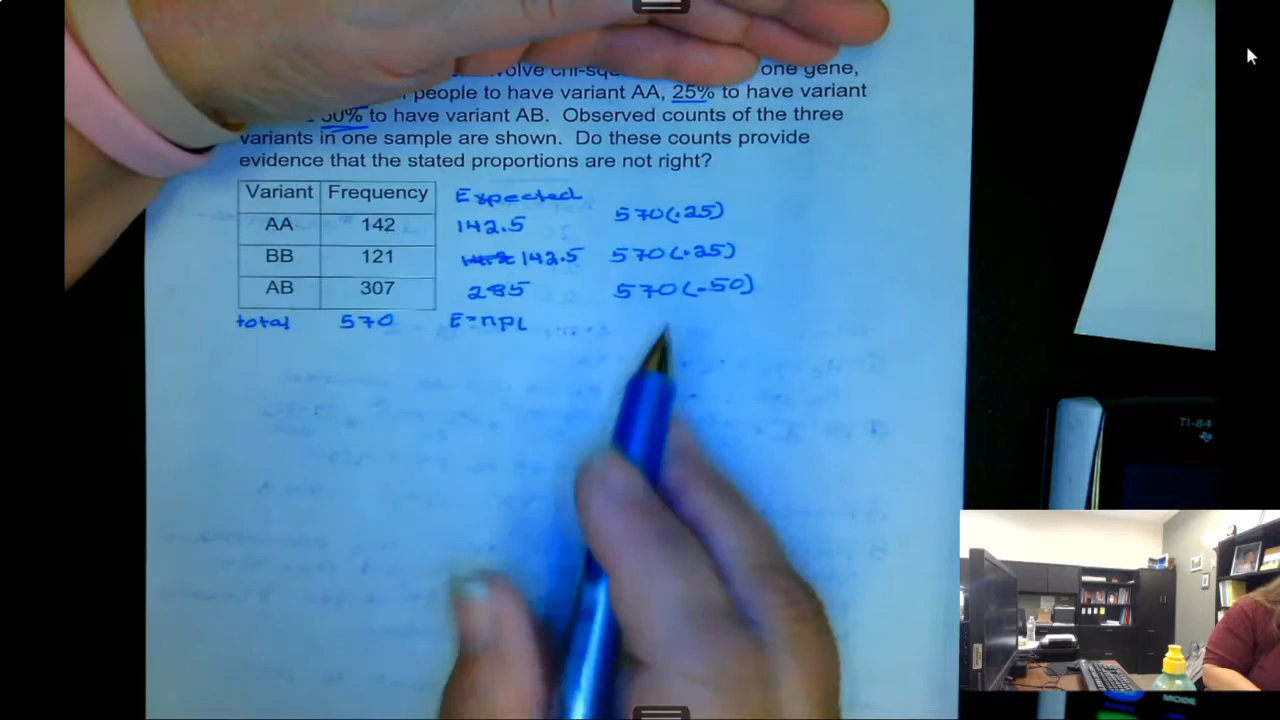 one gene,
people to have variant AA, 25% to have variant
50% to have variant AB. Observed counts of the three
variants in one sample are shown. Do these counts provide
evidence that the stated proportions are not right?
Variant Frequency Expected
AA 142 142.5 570(.25)
BB 121 142.5 570(.25)
AB 307 285 570(.50)
total 570 E=npi
TI-84
MODE